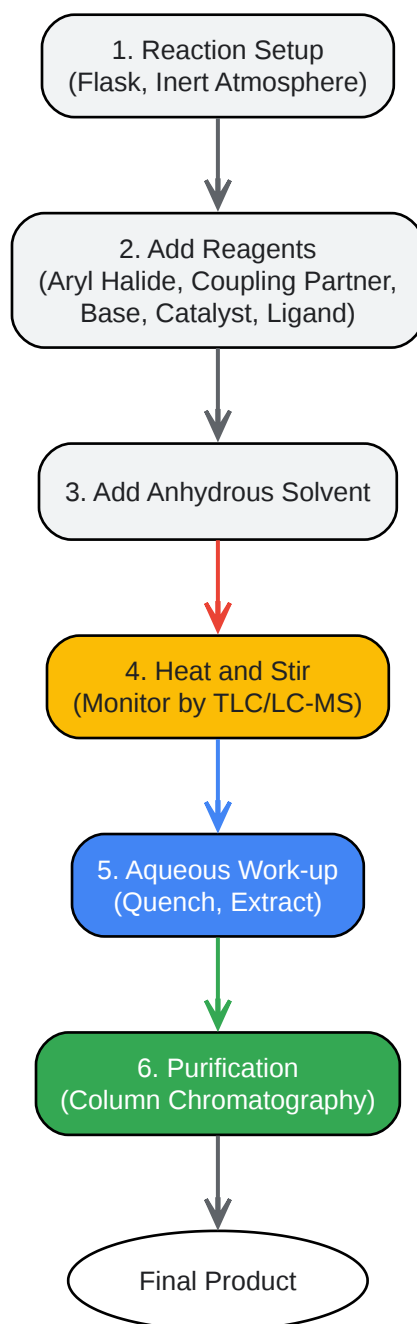 1. Reaction Setup
(Flask, Inert Atmosphere)
2. Add Reagents
(Aryl Halide, Coupling Partner,
Base, Catalyst, Ligand)
3. Add Anhydrous Solvent
4. Heat and Stir
(Monitor by TLC/LC-MS)
5. Aqueous Work-up
(Quench, Extract)
6. Purification
(Column Chromatography)
Final Product